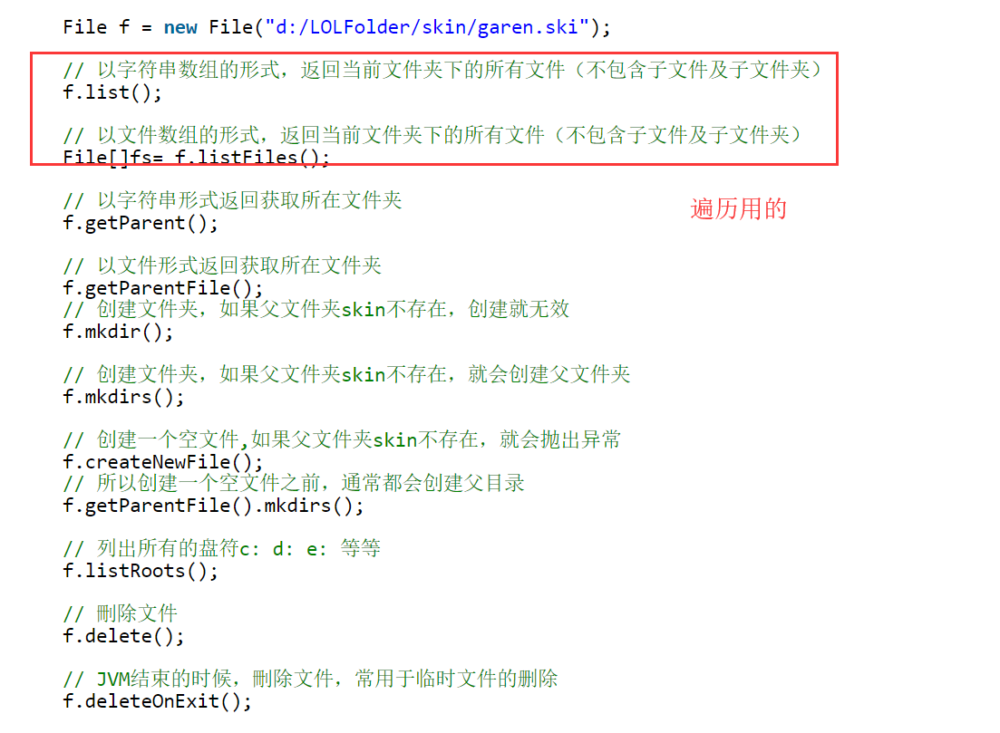 File f = new File("d:/LOLFolder/skin/garen.ski");
// 以字符串数组的形式，返回当前文件夹下的所有文件（不包含子文件及子文件夹）
f.list();
// 以文件数组的形式，返回当前文件夹下的所有文件（不包含子文件及子文件夹）
File[]fs= f.listFiles();
// 以字符串形式返回获取所在文件夹
f.getParent();
遍历用的
// 以文件形式返回获取所在文件夹
f.getParentFile();
// 创建文件夹，如果父文件夹skin不存在，创建就无效
f.mkdir();
// 创建文件夹，如果父文件夹skin不存在，就会创建父文件夹
f.mkdirs();
// 创建一个空文件,如果父文件夹skin不存在，就会抛出异常
f.createNewFile();
// 所以创建一个空文件之前，通常都会创建父目录
f.getParentFile().mkdirs();
// 列出所有的盘符c: d: e: 等等
f.listRoots();
// 刪除文件
f.delete();
// JVM结束的时候，刪除文件，常用于临时文件的删除
f.deleteOnExit();